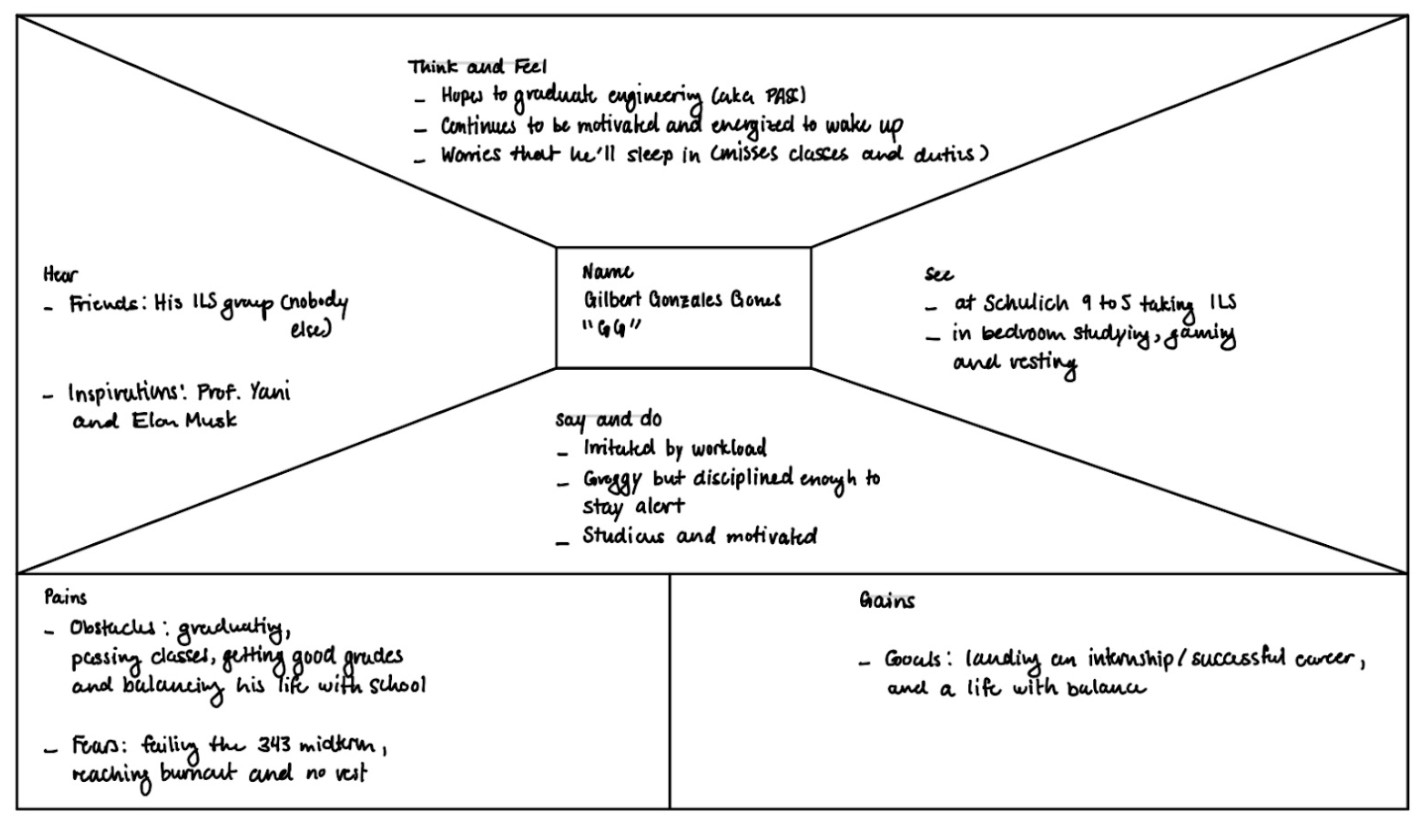 Think and Feel
- Hopes to graduate engineering (aka PASS)
- Continues to be motivated and energized to wake up
- Worries that he'll sleep in (misses classes and duties)
Hear
- Friends: His ILS group (nobody
else)
- Inspirations: Prof. Yani
and Elon Musk
Name
Gilbert Gonzales Gones
"GG"
See
- at Schulich 9 to 5 taking ILS
- in bedroom studying, gaming
and resting
Say and do
- Irritated by workload
- Groggy but disciplined enough to
stay alert
- Studious and motivated
Pains
- Obstacles: graduating,
passing classes, getting good grades
and balancing his life with school
- Fears: failing the 343 midterm,
reaching burnout and no rest
Gains
- Goals: landing an internship/successful career,
and a life with balance